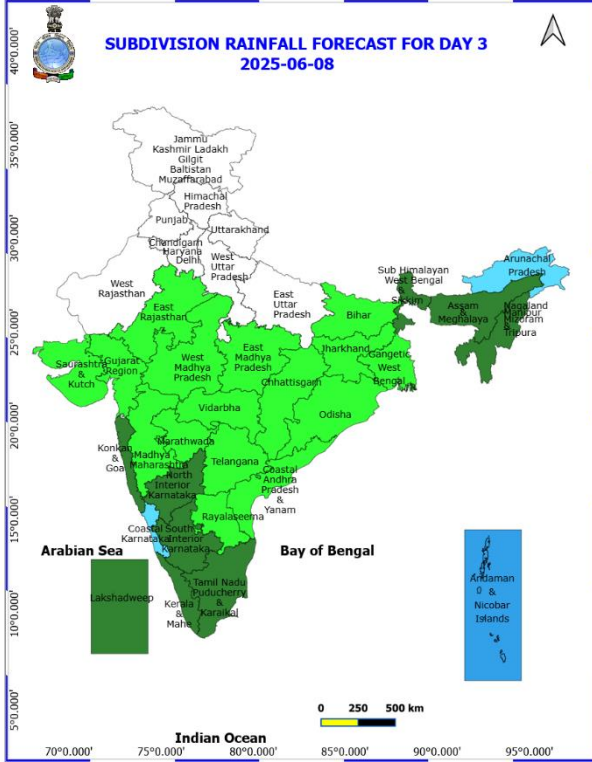 SUBDIVISION RAINFALL FORECAST FOR DAY 3
2025-06-08
40°0.000'
35°0.000'
30°0.000'
25°0.000'
20°0.000'
15°0.000'
10°0.000'
5°0.000'
Jammu
Kashmir Ladakh
Gilgit
Baltistan
Muzaffarabad
Himachal
Pradesh
Punjab
Uttarakhand
Chandigarh
Haryana
Delhi
West
Uttar
Pradesh
West
Rajasthan
East
Uttar
Pradesh
Sub Himalayan
West Bengal
&
Sikkim
Arunachal
Pradesh
East
Rajasthan
Bihar
Assam
&
Meghalaya
Nagaland
Manipur
Mizoram
&
Tripura
Saurashtra
&
Kutch
Gujarat
Region
West
Madhya
Pradesh
East
Madhya
Pradesh
Jharkhand
Gangetic
West
Bengal
Chhattisgarh
Vidarbha
Odisha
Konkan
&
Goa
Madhya
Maharashtra
Marathwada
Telangana
Coastal
Andhra
Pradesh
&
Yanam
North
Interior
Karnataka
Rayalaseema
Coastal
Karnataka
South
Interior
Karnataka
Arabian Sea
Bay of Bengal
Lakshadweep
Kerala
&
Mahe
Tamil Nadu
Puducherry
&
Karaikal
Andaman
&
Nicobar
Islands
0 250 500 km
Indian Ocean
70°0.000' 75°0.000' 80°0.000' 85°0.000' 90°0.000' 95°0.000'